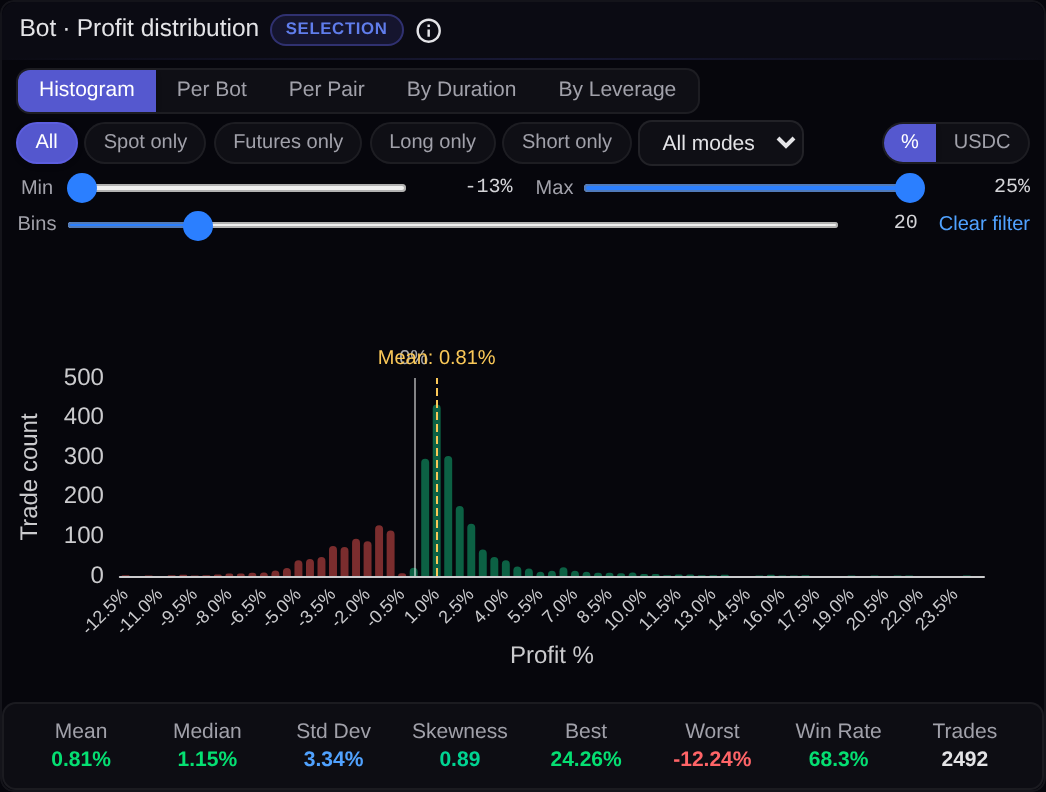 Bot · Profit distribution SELECTION
Histogram Per Bot Per Pair By Duration By Leverage
All Spot only Futures only Long only Short only All modes % USDC
Min -13% Max 25%
Bins 20 Clear filter
0%
Mean: 0.81%
500
400
300
200
100
0
Trade count
-12.5% -11.0% -9.5% -8.0% -6.5% -5.0% -3.5% -2.0% -0.5% 1.0% 2.5% 4.0% 5.5% 7.0% 8.5% 10.0% 11.5% 13.0% 14.5% 16.0% 17.5% 19.0% 20.5% 22.0% 23.5%
Profit %
Mean Median Std Dev Skewness Best Worst Win Rate Trades
0.81% 1.15% 3.34% 0.89 24.26% -12.24% 68.3% 2492